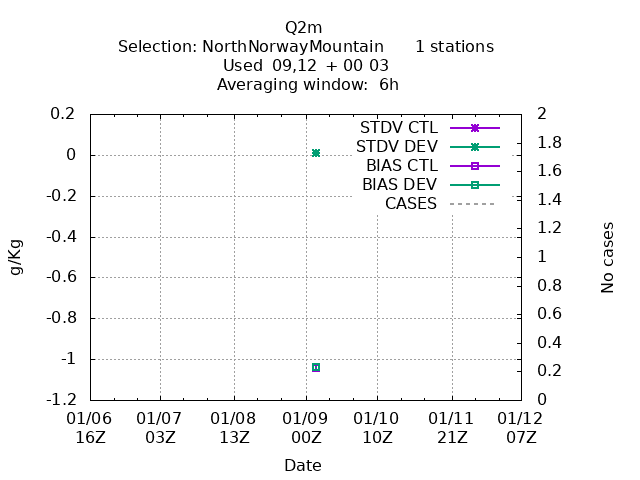 Q2m
Selection: NorthNorwayMountain 1 stations
Used 09,12 + 00 03
Averaging window: 6h
0.2
0
-0.2
-0.4
-0.6
-0.8
-1
-1.2
g/Kg
STDV CTL
STDV DEV
BIAS CTL
BIAS DEV
CASES
2
1.8
1.6
1.4
1.2
1
0.8
0.6
0.4
0.2
0
No cases
01/06 01/07 01/08 01/09 01/10 01/11 01/12
16Z 03Z 13Z 00Z 10Z 21Z 07Z
Date